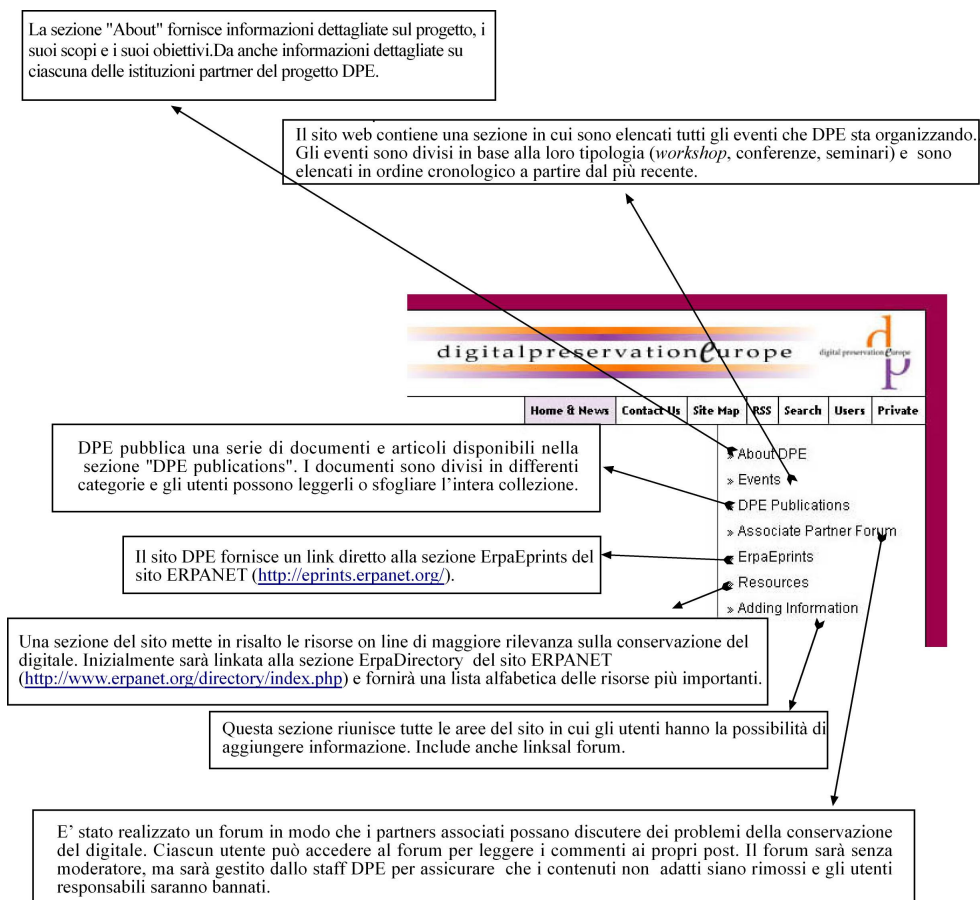 La sezione "About" fornisce informazioni dettagliate sul progetto, i
suoi scopi e i suoi obiettivi.Da anche informazioni dettagliate su
ciascuna delle istituzioni partrner del progetto DPE.
Il sito web contiene una sezione in cui sono elencati tutti gli eventi che DPE sta organizzando.
Gli eventi sono divisi in base alla loro tipologia (workshop, conferenze, seminari) e sono
elencati in ordine cronologico a partire dal più recente.
digitalpreservationeurope
digital preservation europe
dp
Home & News Contact Us Site Map RSS Search Users Private
» About DPE
» Events
» DPE Publications
» Associate Partner Forum
» ErpaEprints
» Resources
» Adding Information
DPE pubblica una serie di documenti e articoli disponibili nella
sezione "DPE publications". I documenti sono divisi in differenti
categorie e gli utenti possono leggerli o sfogliare l'intera collezione.
Il sito DPE fornisce un link diretto alla sezione ErpaEprints del
sito ERPANET (http://eprints.erpanet.org/).
Una sezione del sito mette in risalto le risorse on line di maggiore rilevanza sulla conservazione del
digitale. Inizialmente sarà linkata alla sezione ErpaDirectory del sito ERPANET
(http://www.erpanet.org/directory/index.php) e fornirà una lista alfabetica delle risorse più importanti.
Questa sezione riunisce tutte le aree del sito in cui gli utenti hanno la possibilità di
aggiungere informazione. Include anche linksal forum.
E' stato realizzato un forum in modo che i partners associati possano discutere dei problemi della conservazione
del digitale. Ciascun utente può accedere al forum per leggere i commenti ai propri post. Il forum sarà senza
moderatore, ma sarà gestito dallo staff DPE per assicurare che i contenuti non adatti siano rimossi e gli utenti
responsabili saranno bannati.